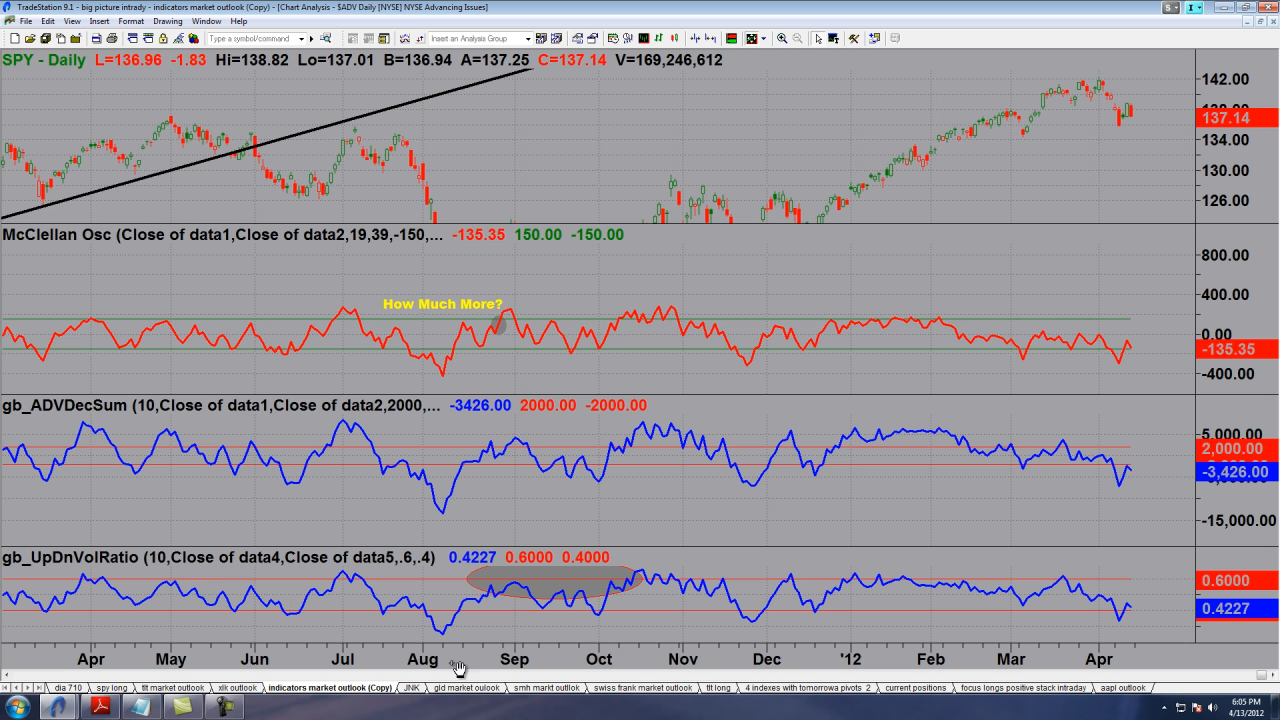 TradeStation 9.1 - big picture intrady - indicators market outlook (Copy) - [Chart Analysis - $ADV Daily [NYSE] NYSE Advancing Issues]
File Edit View Insert Format Drawing Window Help
Type a symbol/command Insert an Analysis Group
SPY - Daily L=136.96 -1.83 Hi=138.82 Lo=137.01 B=136.94 A=137.25 C=137.14 V=169,246,612
142.00
137.14
134.00
130.00
126.00
McClellan Osc (Close of data1,Close of data2,19,39,-150,... -135.35 150.00 -150.00
800.00
How Much More?
400.00
0.00
-135.35
-400.00
gb_ADVDecSum (10,Close of data1,Close of data2,2000,... -3426.00 2000.00 -2000.00
5,000.00
2,000.00
-3,426.00
-15,000.00
gb_UpDnVolRatio (10,Close of data4,Close of data5,.6,.4) 0.4227 0.6000 0.4000
0.6000
0.4227
Apr May Jun Jul Aug Sep Oct Nov Dec '12 Feb Mar Apr
dia 710 spy long tlt market outlook xlk outlook indicators market outlook (Copy) JNK gld market oulook smh markt outlook swiss frank market outlook tlt long 4 indexes with tomorrowa pivots 2 current positions focus longs positive stack intraday aapl outlook
6:05 PM
4/13/2012